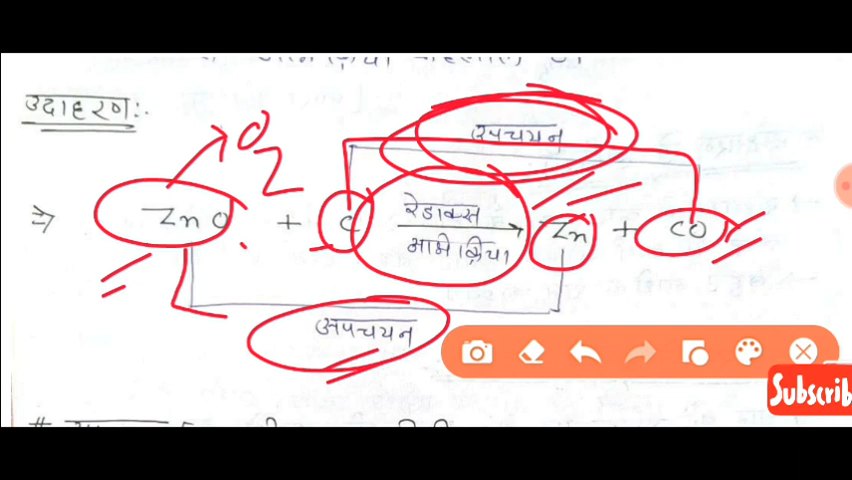 उदाहरण:-
उपचयन
O2
⇒ ZnO + C रेडाक्स अभिक्रिया → Zn + CO
अपचयन
Subscrib
#